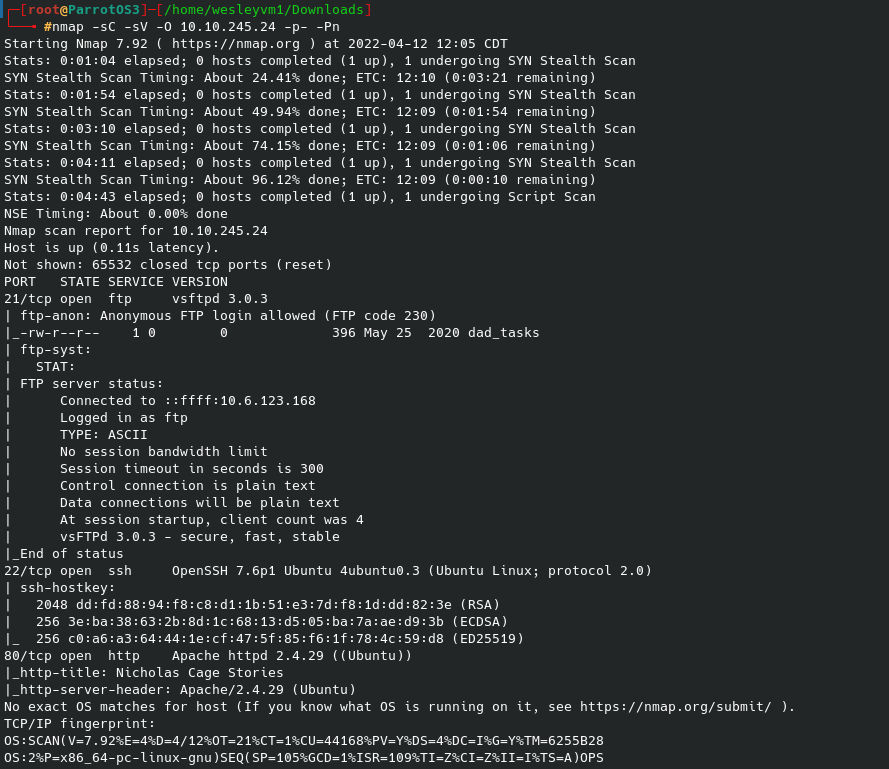 ┌─[root@ParrotOS3]─[/home/wesleyvm1/Downloads]
└──╼ #nmap -sC -sV -O 10.10.245.24 -p- -Pn
Starting Nmap 7.92 ( https://nmap.org ) at 2022-04-12 12:05 CDT
Stats: 0:01:04 elapsed; 0 hosts completed (1 up), 1 undergoing SYN Stealth Scan
SYN Stealth Scan Timing: About 24.41% done; ETC: 12:10 (0:03:21 remaining)
Stats: 0:01:54 elapsed; 0 hosts completed (1 up), 1 undergoing SYN Stealth Scan
SYN Stealth Scan Timing: About 49.94% done; ETC: 12:09 (0:01:54 remaining)
Stats: 0:03:10 elapsed; 0 hosts completed (1 up), 1 undergoing SYN Stealth Scan
SYN Stealth Scan Timing: About 74.15% done; ETC: 12:09 (0:01:06 remaining)
Stats: 0:04:11 elapsed; 0 hosts completed (1 up), 1 undergoing SYN Stealth Scan
SYN Stealth Scan Timing: About 96.12% done; ETC: 12:09 (0:00:10 remaining)
Stats: 0:04:43 elapsed; 0 hosts completed (1 up), 1 undergoing Script Scan
NSE Timing: About 0.00% done
Nmap scan report for 10.10.245.24
Host is up (0.11s latency).
Not shown: 65532 closed tcp ports (reset)
PORT   STATE SERVICE VERSION
21/tcp open  ftp     vsftpd 3.0.3
| ftp-anon: Anonymous FTP login allowed (FTP code 230)
|_-rw-r--r--    1 0        0             396 May 25  2020 dad_tasks
| ftp-syst:
|   STAT:
| FTP server status:
|      Connected to ::ffff:10.6.123.168
|      Logged in as ftp
|      TYPE: ASCII
|      No session bandwidth limit
|      Session timeout in seconds is 300
|      Control connection is plain text
|      Data connections will be plain text
|      At session startup, client count was 4
|      vsFTPd 3.0.3 - secure, fast, stable
|_End of status
22/tcp open  ssh     OpenSSH 7.6p1 Ubuntu 4ubuntu0.3 (Ubuntu Linux; protocol 2.0)
| ssh-hostkey:
|   2048 dd:fd:88:94:f8:c8:d1:1b:51:e3:7d:f8:1d:dd:82:3e (RSA)
|   256 3e:ba:38:63:2b:8d:1c:68:13:d5:05:ba:7a:ae:d9:3b (ECDSA)
|_  256 c0:a6:a3:64:44:1e:cf:47:5f:85:f6:1f:78:4c:59:d8 (ED25519)
80/tcp open  http    Apache httpd 2.4.29 ((Ubuntu))
|_http-title: Nicholas Cage Stories
|_http-server-header: Apache/2.4.29 (Ubuntu)
No exact OS matches for host (If you know what OS is running on it, see https://nmap.org/submit/ ).
TCP/IP fingerprint:
OS:SCAN(V=7.92%E=4%D=4/12%OT=21%CT=1%CU=44168%PV=Y%DS=4%DC=I%G=Y%TM=6255B28
OS:2%P=x86_64-pc-linux-gnu)SEQ(SP=105%GCD=1%ISR=109%TI=Z%CI=Z%II=I%TS=A)OPS